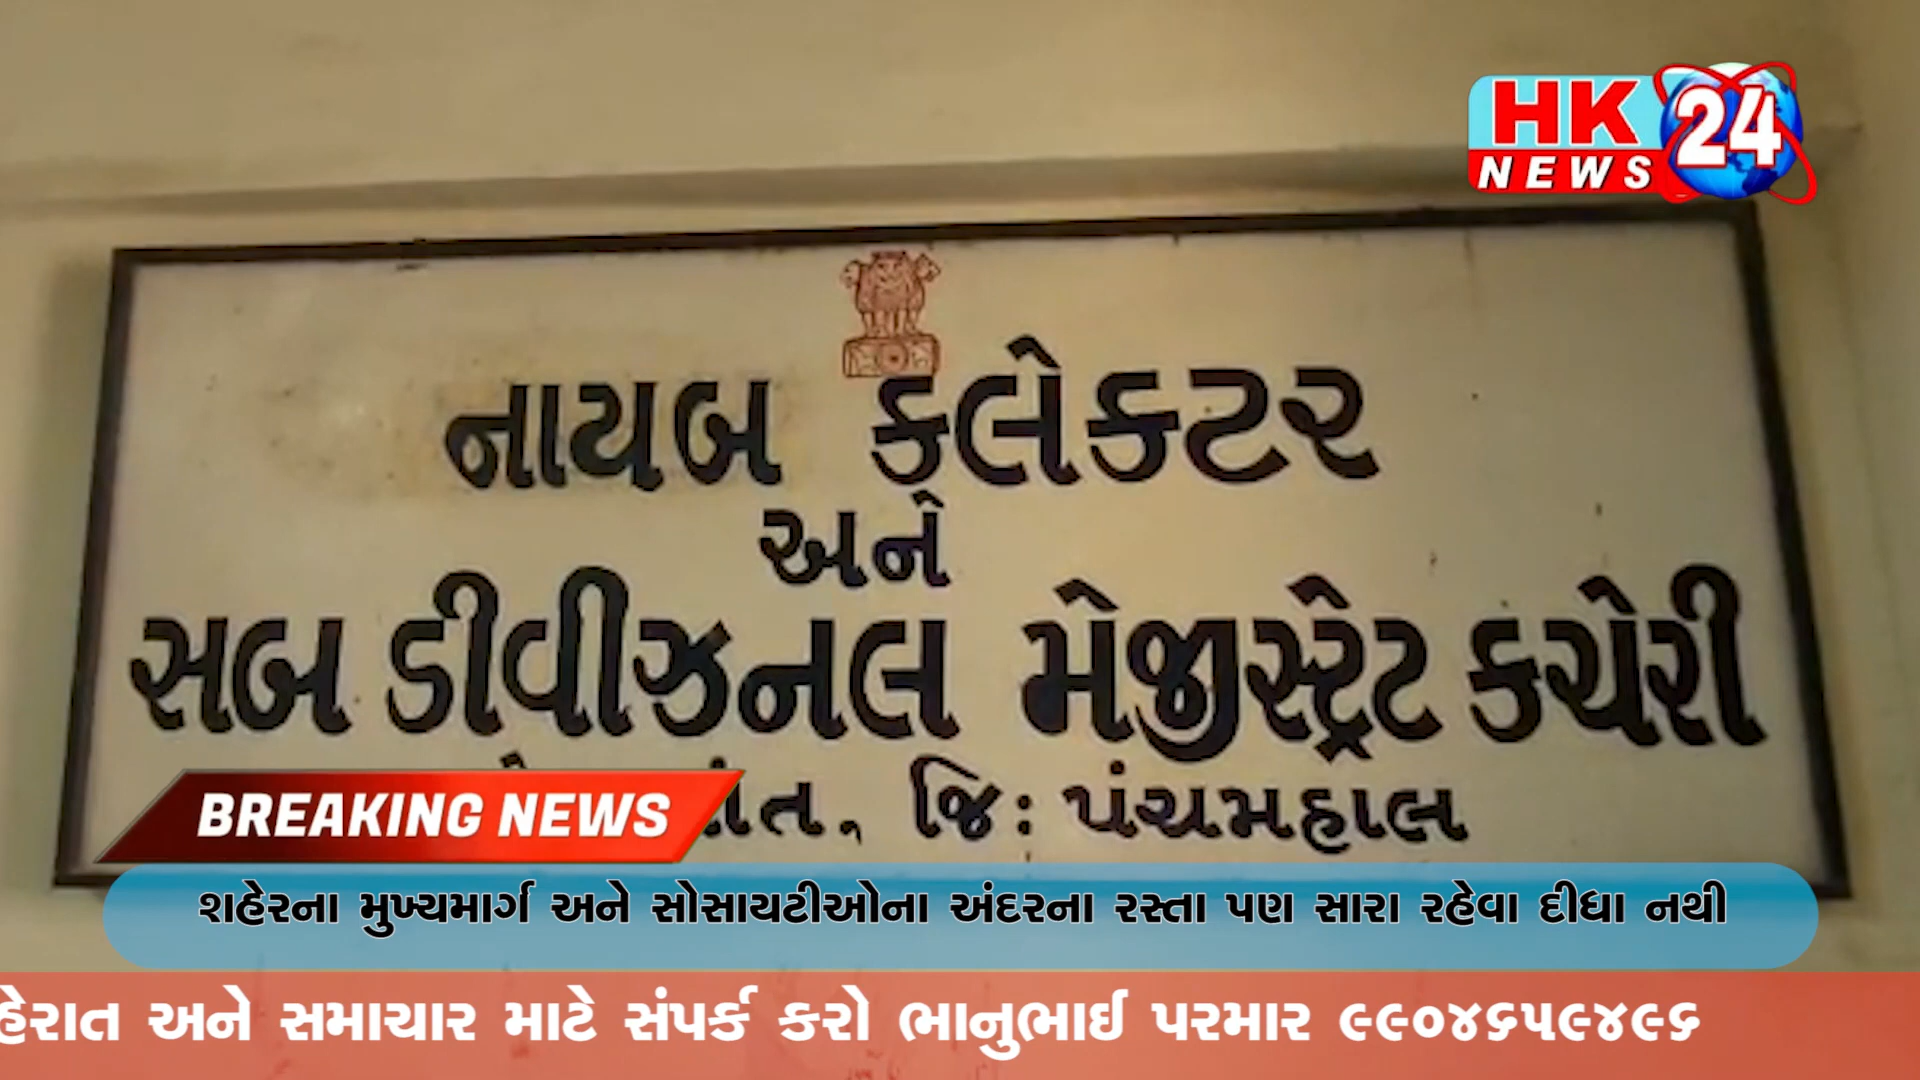 HK 24
NEWS
નાયબ કલેકટર
અને
સબ ડીવીઝનલ મેજીસ્ટ્રેટ કચેરી
જિ: પંચમહાલ
BREAKING NEWS
શહેરના મુખ્યમાર્ગ અને સોસાયટીઓના અંદરના રસ્તા પણ સારા રહેવા દીધા નથી
હેરાત અને સમાચાર માટે સંપર્ક કરો ભાનુભાઈ પરમાર ૯૯૦૪૬૫૯૪૯૬